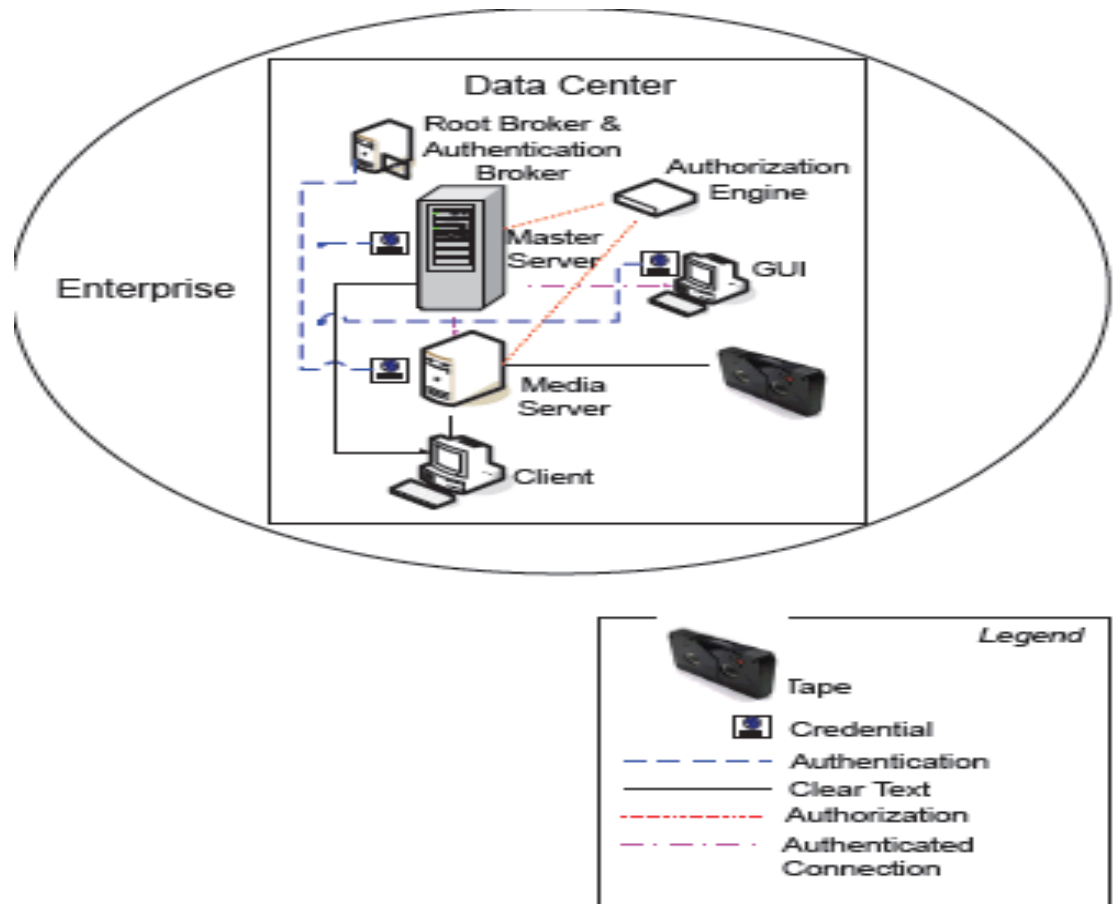 Data Center
Root Broker &
Authentication
Broker
Authorization
Engine
Master
Server
GUI
Enterprise
Media
Server
Client
Legend
Tape
Credential
Authentication
Clear Text
Authorization
Authenticated
Connection